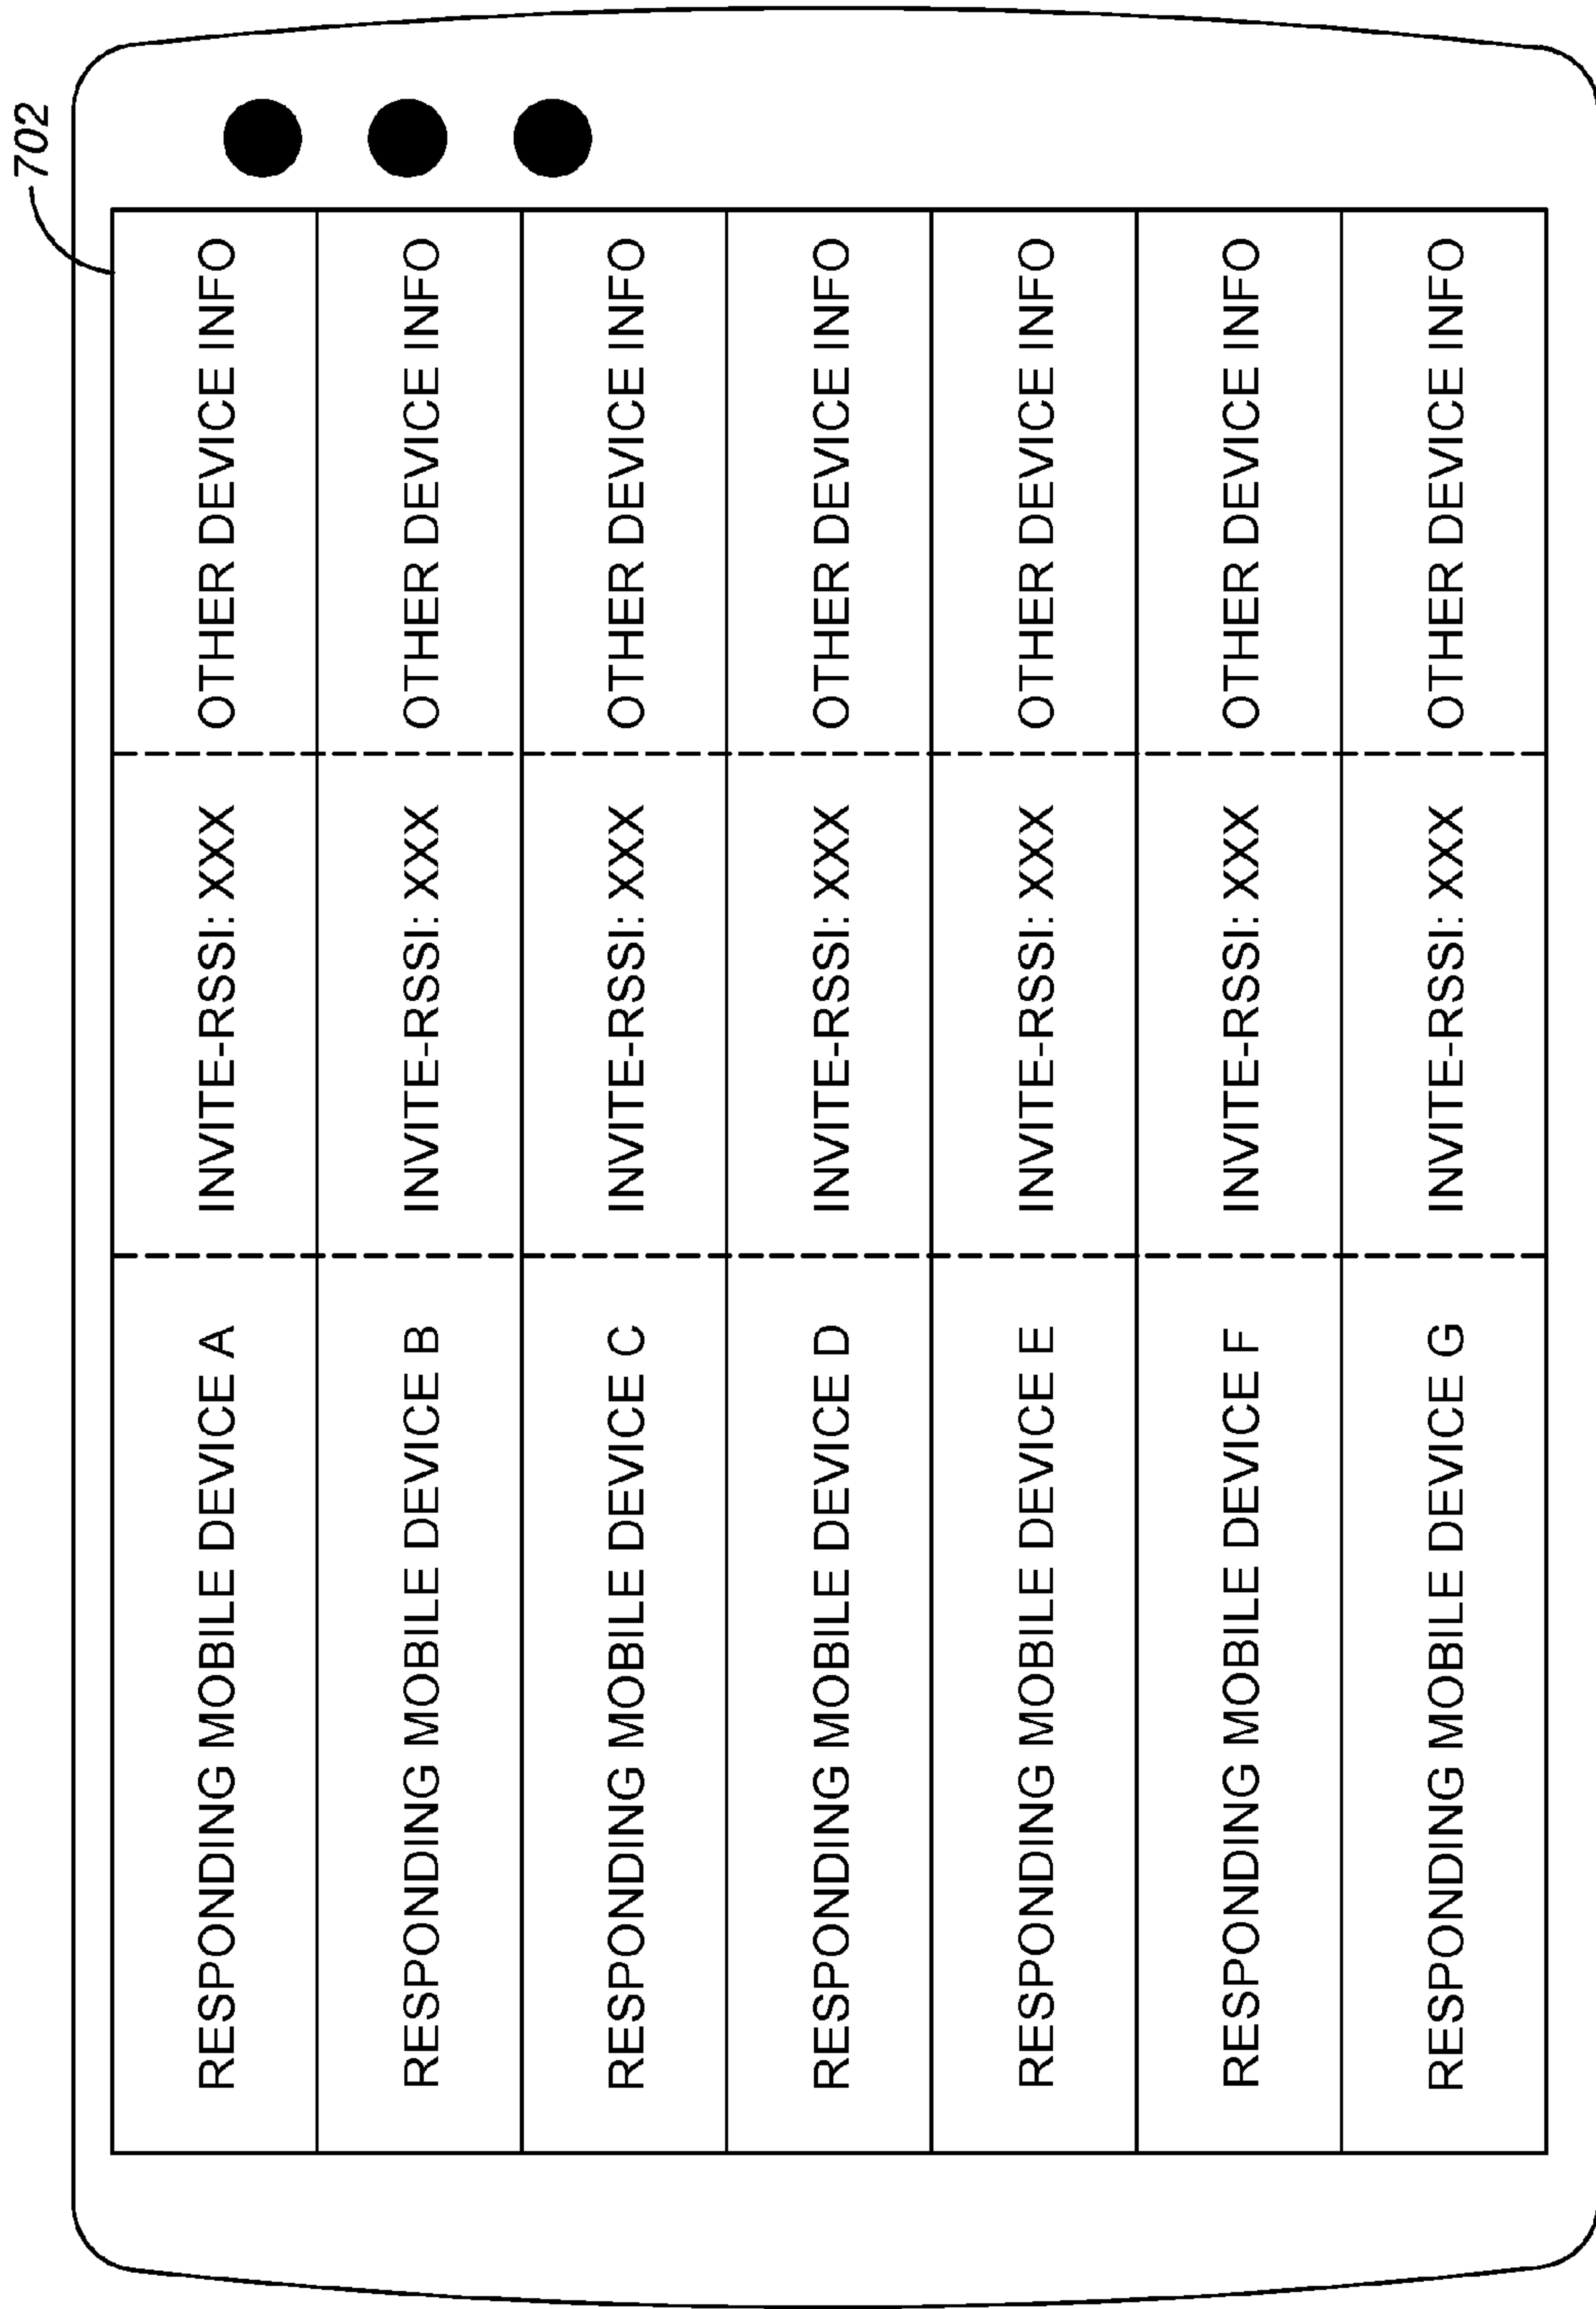 702
RESPONDING MOBILE DEVICE A INVITE-RSSI: XXX OTHER DEVICE INFO
RESPONDING MOBILE DEVICE B INVITE-RSSI: XXX OTHER DEVICE INFO
RESPONDING MOBILE DEVICE C INVITE-RSSI: XXX OTHER DEVICE INFO
RESPONDING MOBILE DEVICE D INVITE-RSSI: XXX OTHER DEVICE INFO
RESPONDING MOBILE DEVICE E INVITE-RSSI: XXX OTHER DEVICE INFO
RESPONDING MOBILE DEVICE F INVITE-RSSI: XXX OTHER DEVICE INFO
RESPONDING MOBILE DEVICE G INVITE-RSSI: XXX OTHER DEVICE INFO